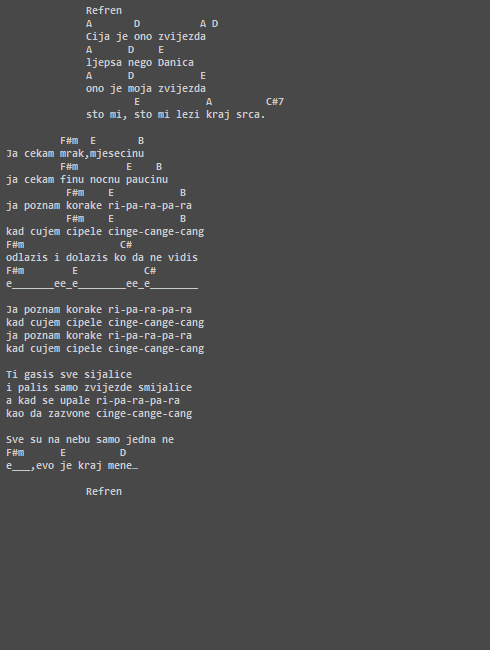 Refren
A       D          A D
Cija je ono zvijezda
A      D    E
ljepsa nego Danica
A      D           E
ono je moja zvijezda
        E           A         C#7
sto mi, sto mi lezi kraj srca.
F#m  E       B
Ja cekam mrak,mjesecinu
F#m        E    B
ja cekam finu nocnu paucinu
F#m    E           B
ja poznam korake ri-pa-ra-pa-ra
F#m    E           B
kad cujem cipele cinge-cange-cang
F#m                C#
odlazis i dolazis ko da ne vidis
F#m        E           C#
e_______ee_e________ee_e________
Ja poznam korake ri-pa-ra-pa-ra
kad cujem cipele cinge-cange-cang
ja poznam korake ri-pa-ra-pa-ra
kad cujem cipele cinge-cange-cang
Ti gasis sve sijalice
i palis samo zvijezde smijalice
a kad se upale ri-pa-ra-pa-ra
kao da zazvone cinge-cange-cang
Sve su na nebu samo jedna ne
F#m      E         D
e___,evo je kraj mene…
Refren